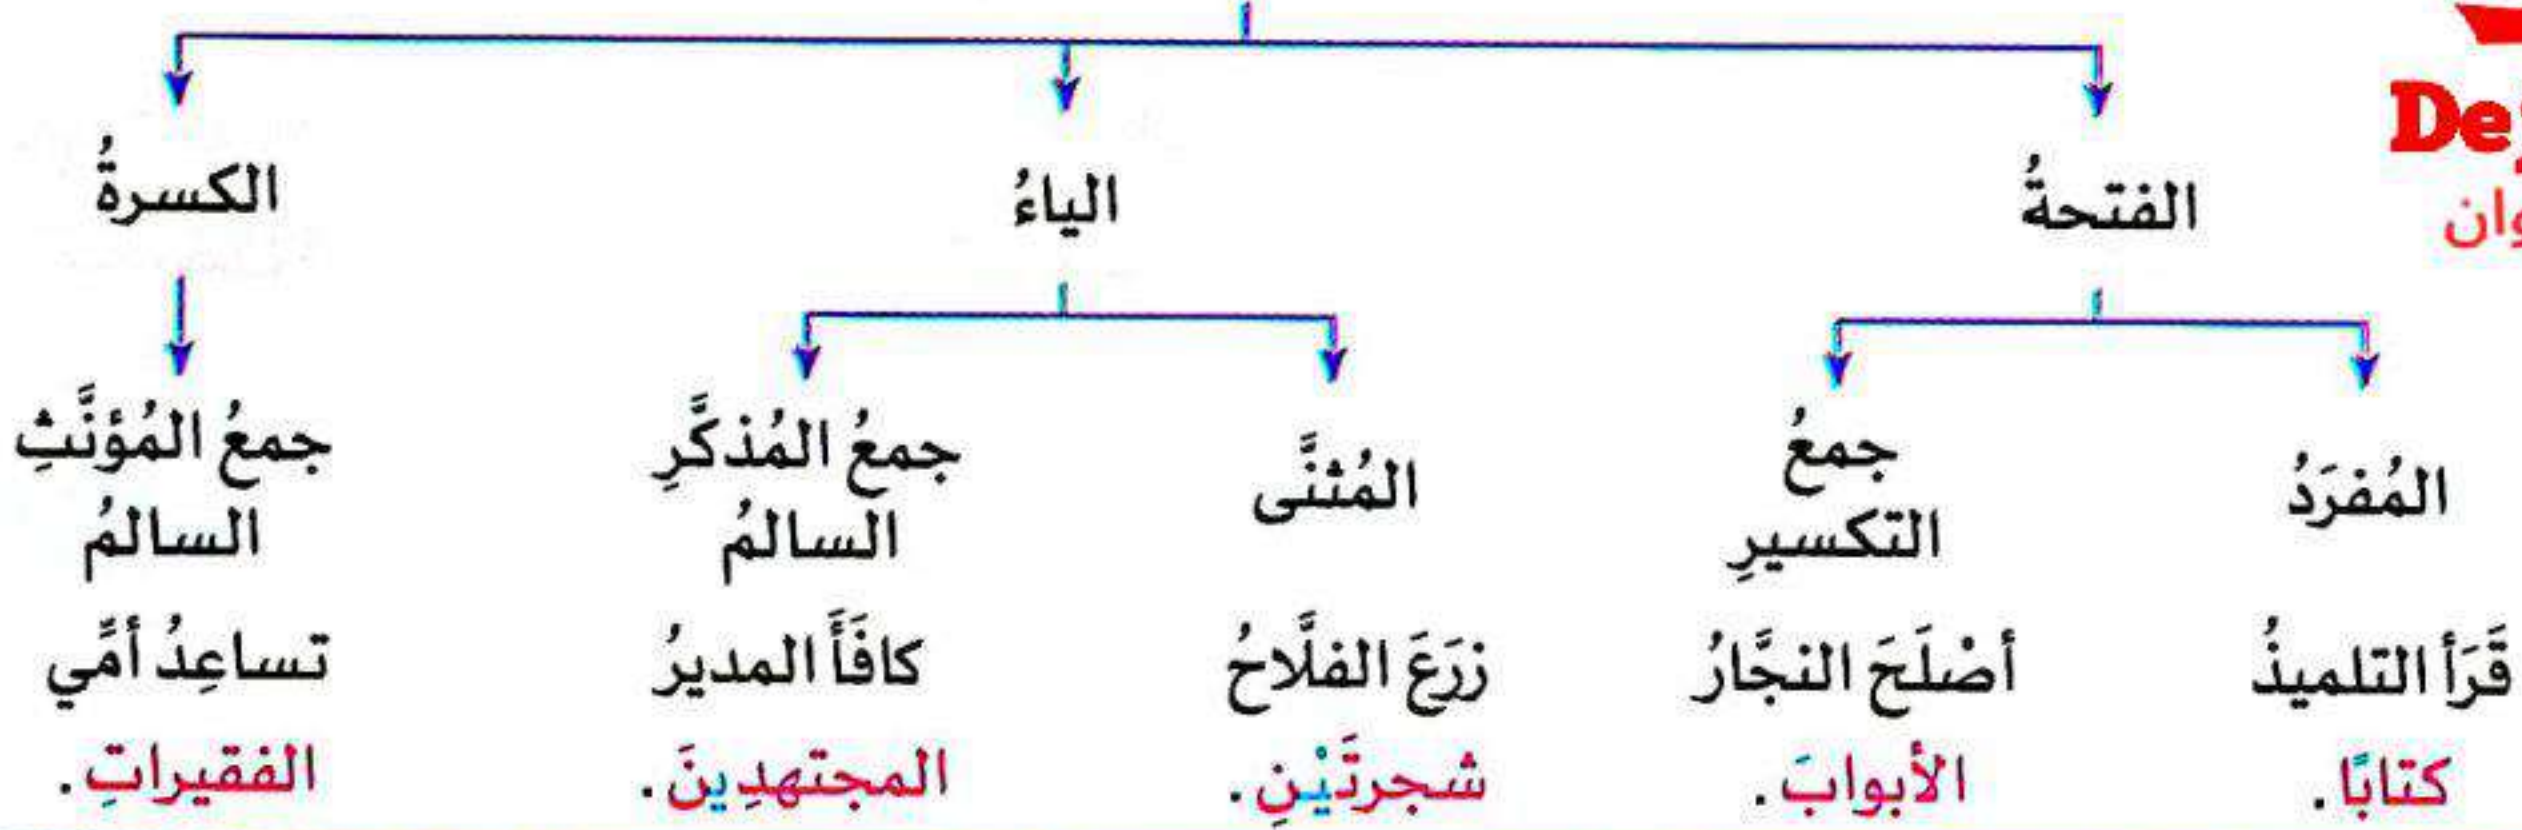 الفتحةُ
الياءُ
الكسرةُ
المُفرَدُ
جمعُ
التكسيرِ
المُثنَّى
جمعُ المُذكَّرِ
السالمُ
جمعُ المُؤنَّثِ
السالمُ
قَّرَأ التلميذُ
كتابًا.
أصْلَحَ النجَّارُ
الأبوابَ.
زرَعَ الفلَّاحُ
شجرتَيْنِ.
كافَأَ المديرُ
المجتهدِينَ.
تساعِدُ أمِّي
الفقيراتِ.